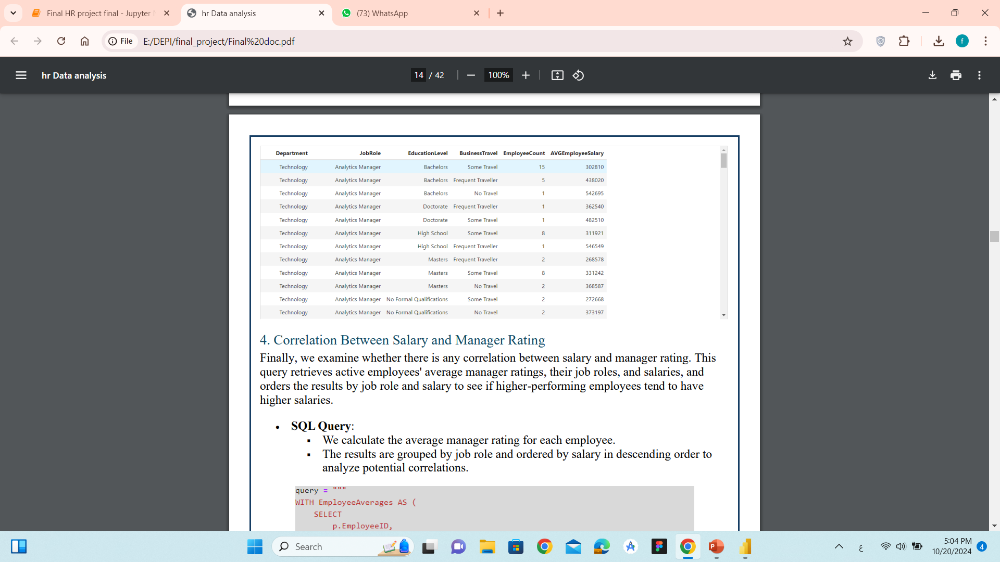 Final HR project final - Jupyter
hr Data analysis
(73) WhatsApp
File
E:/DEPI/final_project/Final%20doc.pdf
f
hr Data analysis
14 / 42
100%
Department JobRole EducationLevel BusinessTravel EmployeeCount AVGEmployeeSalary
Technology Analytics Manager Bachelors Some Travel 15 302810
Technology Analytics Manager Bachelors Frequent Traveller 5 438020
Technology Analytics Manager Bachelors No Travel 1 542695
Technology Analytics Manager Doctorate Frequent Traveller 1 362540
Technology Analytics Manager Doctorate Some Travel 1 482510
Technology Analytics Manager High School Some Travel 8 311921
Technology Analytics Manager High School Frequent Traveller 1 546549
Technology Analytics Manager Masters Frequent Traveller 2 268578
Technology Analytics Manager Masters Some Travel 8 331242
Technology Analytics Manager Masters No Travel 2 368587
Technology Analytics Manager No Formal Qualifications Some Travel 2 272668
Technology Analytics Manager No Formal Qualifications No Travel 2 373197
4. Correlation Between Salary and Manager Rating
Finally, we examine whether there is any correlation between salary and manager rating. This
query retrieves active employees' average manager ratings, their job roles, and salaries, and
orders the results by job role and salary to see if higher-performing employees tend to have
higher salaries.
• SQL Query:
▪ We calculate the average manager rating for each employee.
▪ The results are grouped by job role and ordered by salary in descending order to
analyze potential correlations.
query = """
WITH EmployeeAverages AS (
SELECT
p.EmployeeID,
Search
ع
5:04 PM
10/20/2024
4